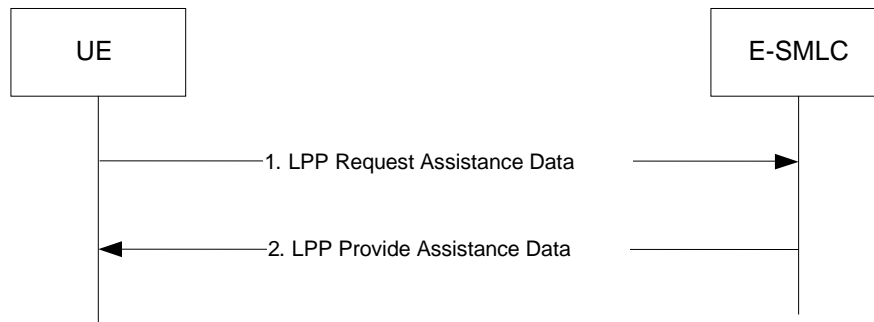 UE
E-SMLC
1. LPP Request Assistance Data
2. LPP Provide Assistance Data